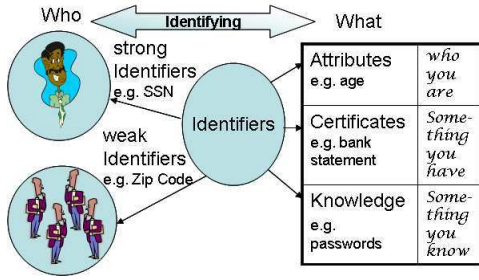 Who
Identifying
What
strong
Identifiers
e.g. SSN
weak
Identifiers
e.g. Zip Code
Identifiers
Attributes
e.g. age
who
you
are
Certificates
e.g. bank
statement
Some-
thing
you
have
Knowledge
e.g.
passwords
Some-
thing
you
know